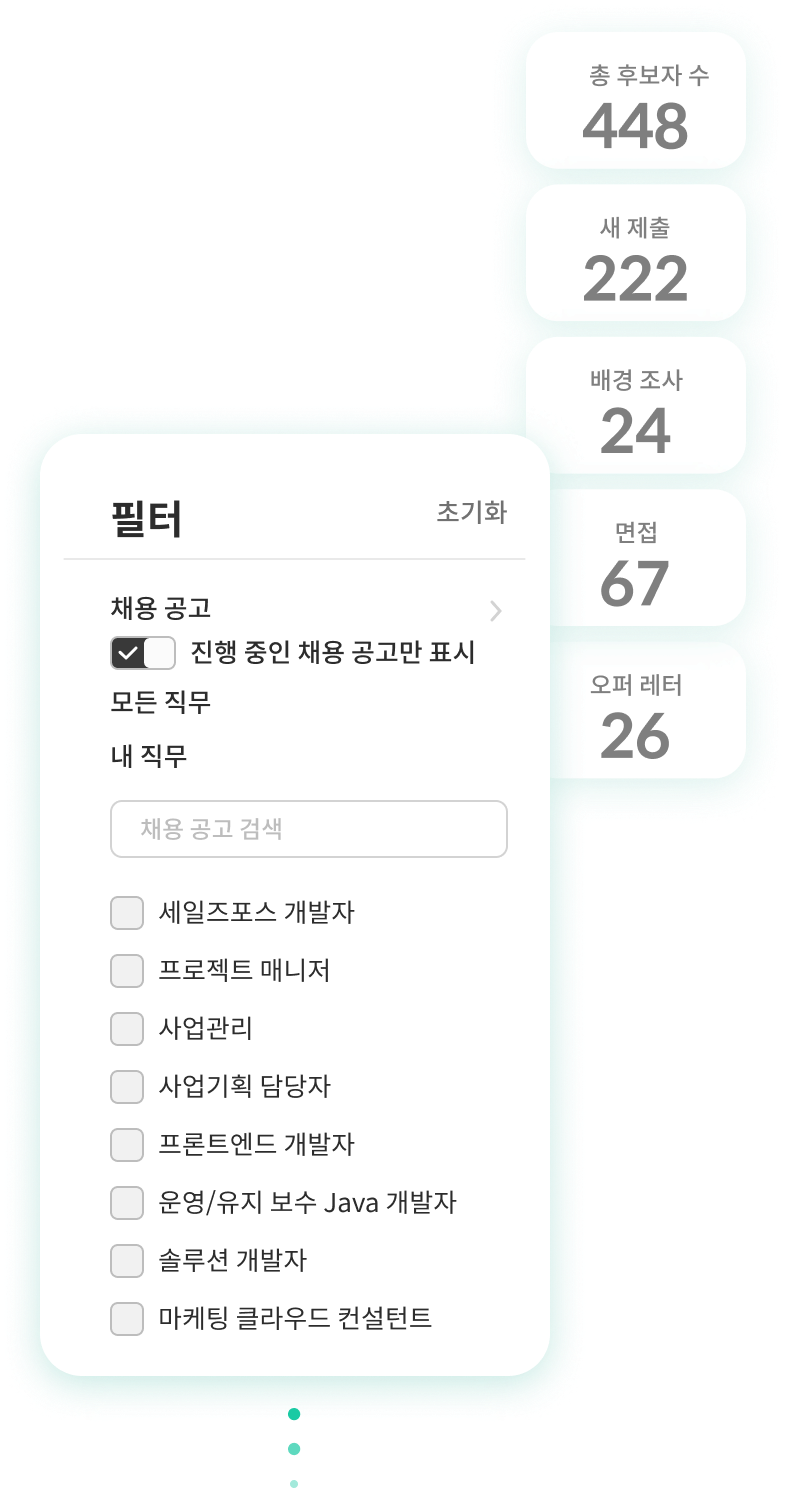 총 후보자 수
448
새 제출
222
배경 조사
24
면접
67
오퍼 레터
26
필터
초기화
채용 공고
진행 중인 채용 공고만 표시
모든 직무
내 직무
채용 공고 검색
세일즈포스 개발자
프로젝트 매니저
사업관리
사업기획 담당자
프론트엔드 개발자
운영/유지 보수 Java 개발자
솔루션 개발자
마케팅 클라우드 컨설턴트